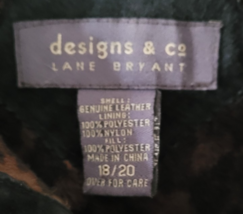 designs & co
LANE BRYANT
SHELL:
GENUINE LEATHER
LINING:
100% POLYESTER
100% NYLON
FILL:
100% POLYESTER
MADE IN CHINA
18/20
OVER FOR CARE